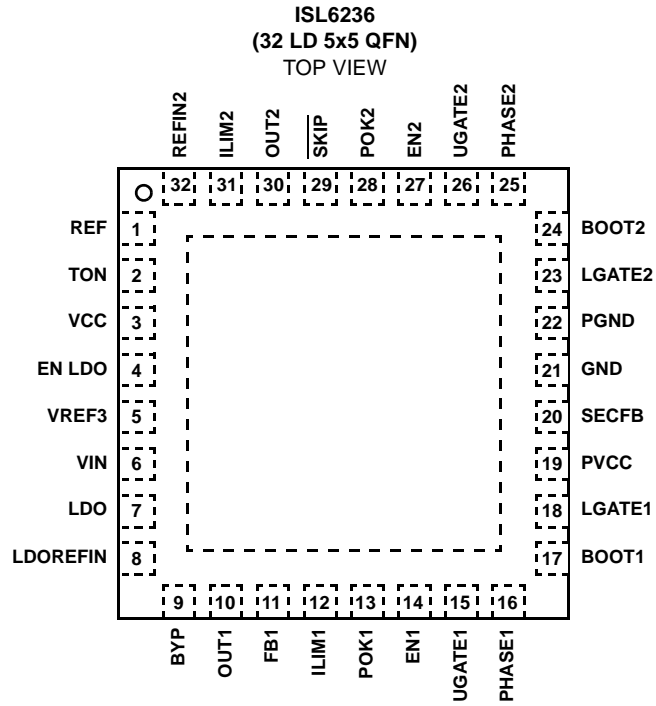 ISL6236
(32 LD 5x5 QFN)
TOP VIEW
REFIN2
ILIM2
OUT2
SKIP
POK2
EN2
UGATE2
PHASE2
32 31 30 29 28 27 26 25
REF 1 24 BOOT2
TON 2 23 LGATE2
VCC 3 22 PGND
EN LDO 4 21 GND
VREF3 5 20 SECFB
VIN 6 19 PVCC
LDO 7 18 LGATE1
LDOREFIN 8 17 BOOT1
9 10 11 12 13 14 15 16
BYP
OUT1
FB1
ILIM1
POK1
EN1
UGATE1
PHASE1